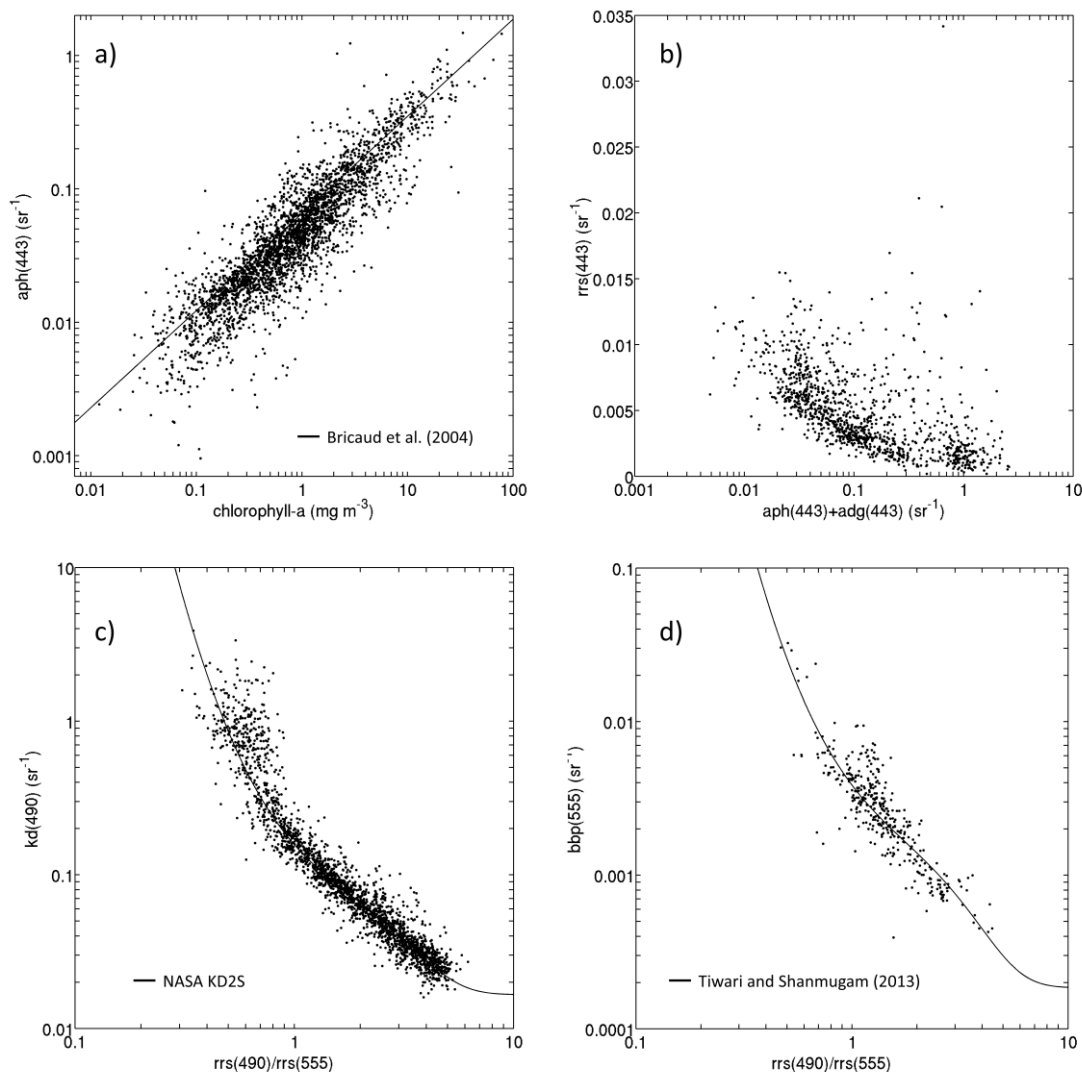 a)
1
0.1
0.01
0.001
aph(443) (sr⁻¹)
Bricaud et al. (2004)
0.01
0.1
1
10
100
chlorophyll-a (mg m⁻³)
b)
0.035
0.03
0.025
0.02
0.015
0.01
0.005
0
rrs(443) (sr⁻¹)
0.001
0.01
0.1
1
10
aph(443)+adg(443) (sr⁻¹)
c)
10
1
0.1
0.01
kd(490) (sr⁻¹)
NASA KD2S
0.1
1
10
rrs(490)/rrs(555)
d)
0.1
0.01
0.001
0.0001
bbp(555) (sr⁻¹)
Tiwari and Shanmugam (2013)
0.1
1
10
rrs(490)/rrs(555)